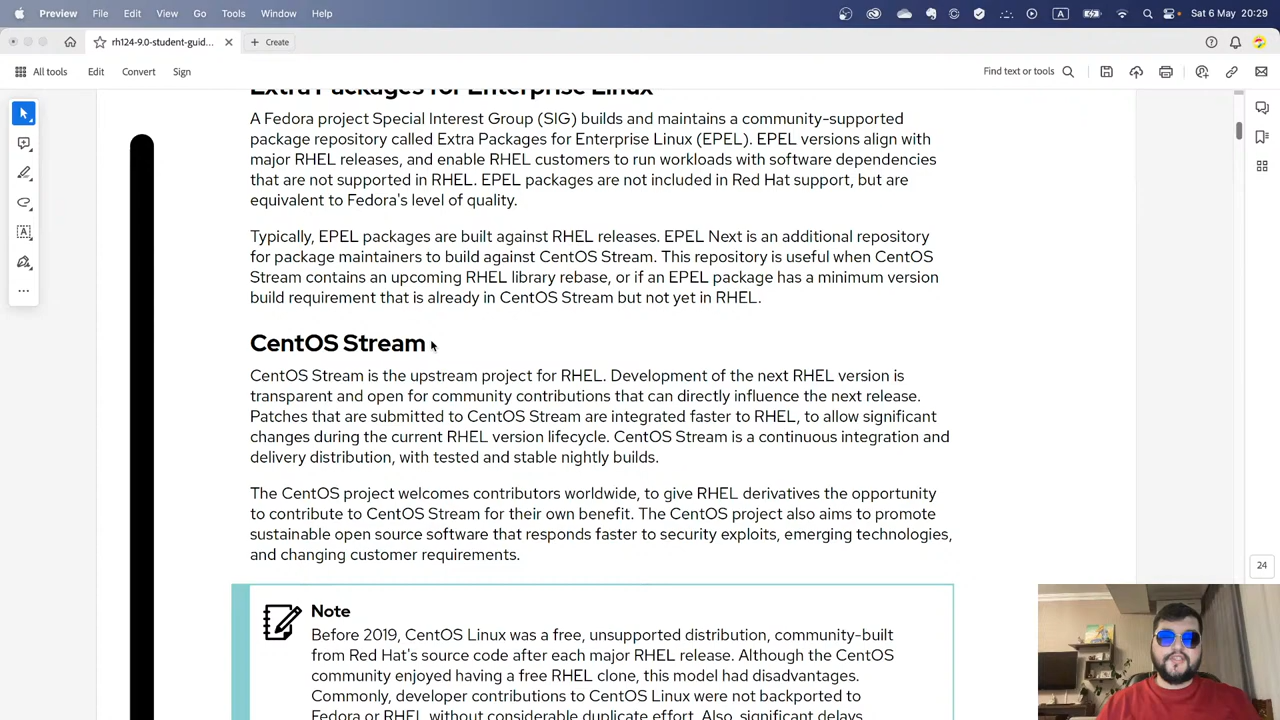 Preview File Edit View Go Tools Window Help
A
Sat 6 May 20:29
rh124-9.0-student-guid...
Create
All tools Edit Convert Sign
Find text or tools
Extra Packages for Enterprise Linux
A Fedora project Special Interest Group (SIG) builds and maintains a community-supported
package repository called Extra Packages for Enterprise Linux (EPEL). EPEL versions align with
major RHEL releases, and enable RHEL customers to run workloads with software dependencies
that are not supported in RHEL. EPEL packages are not included in Red Hat support, but are
equivalent to Fedora's level of quality.
Typically, EPEL packages are built against RHEL releases. EPEL Next is an additional repository
for package maintainers to build against CentOS Stream. This repository is useful when CentOS
Stream contains an upcoming RHEL library rebase, or if an EPEL package has a minimum version
build requirement that is already in CentOS Stream but not yet in RHEL.
CentOS Stream
CentOS Stream is the upstream project for RHEL. Development of the next RHEL version is
transparent and open for community contributions that can directly influence the next release.
Patches that are submitted to CentOS Stream are integrated faster to RHEL, to allow significant
changes during the current RHEL version lifecycle. CentOS Stream is a continuous integration and
delivery distribution, with tested and stable nightly builds.
The CentOS project welcomes contributors worldwide, to give RHEL derivatives the opportunity
to contribute to CentOS Stream for their own benefit. The CentOS project also aims to promote
sustainable open source software that responds faster to security exploits, emerging technologies,
and changing customer requirements.
24
Note
Before 2019, CentOS Linux was a free, unsupported distribution, community-built
from Red Hat's source code after each major RHEL release. Although the CentOS
community enjoyed having a free RHEL clone, this model had disadvantages.
Commonly, developer contributions to CentOS Linux were not backported to
Fedora or RHEL without considerable duplicate effort. Also, significant delays